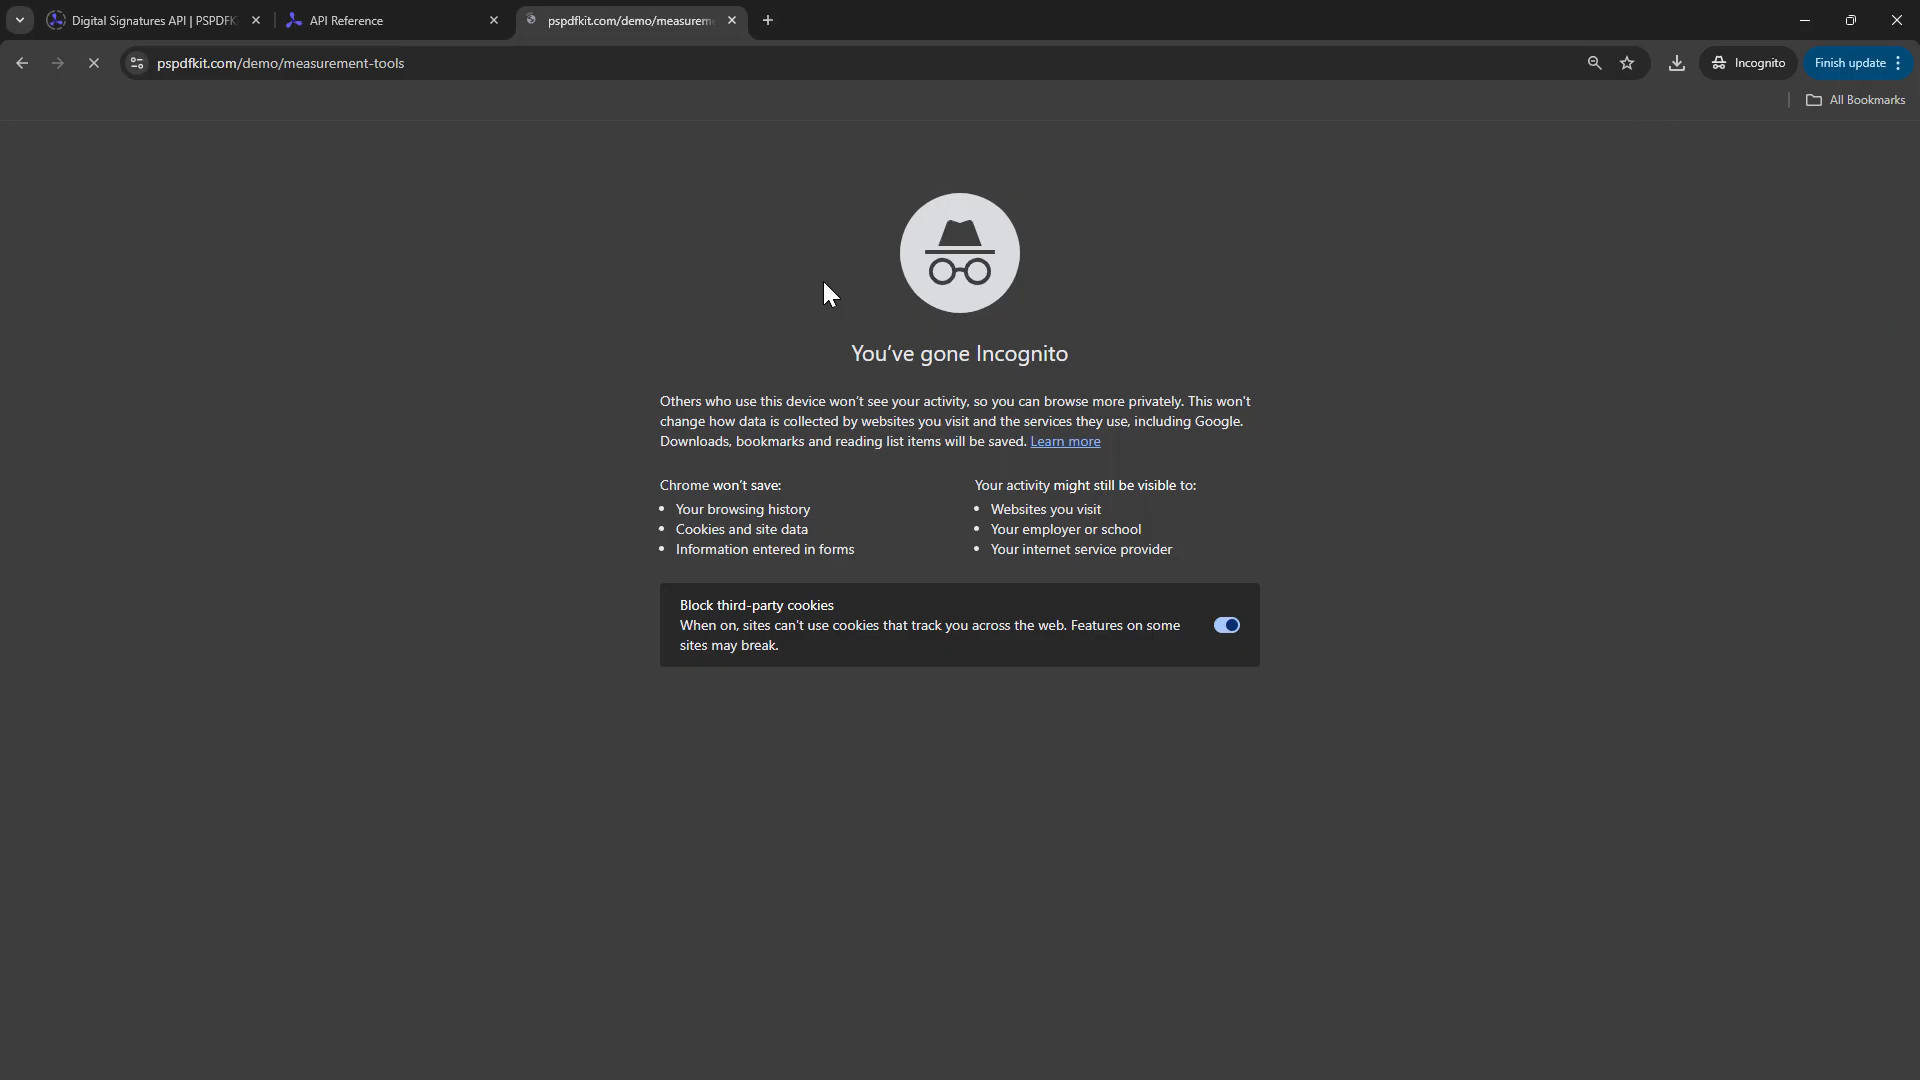 Digital Signatures API | PSPDFK
API Reference
pspdfkit.com/demo/measurem
pspdfkit.com/demo/measurement-tools
Incognito
Finish update
All Bookmarks
You've gone Incognito
Others who use this device won't see your activity, so you can browse more privately. This won't
change how data is collected by websites you visit and the services they use, including Google.
Downloads, bookmarks and reading list items will be saved. Learn more
Chrome won't save:
Your browsing history
Cookies and site data
Information entered in forms
Your activity might still be visible to:
Websites you visit
Your employer or school
Your internet service provider
Block third-party cookies
When on, sites can't use cookies that track you across the web. Features on some
sites may break.